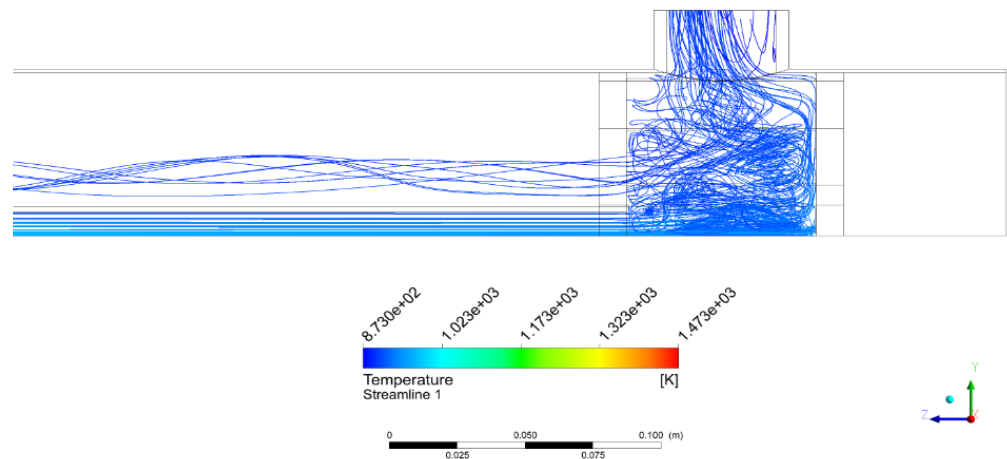 8.730e+02
1.023e+03
1.173e+03
1.323e+03
1.473e+03
Temperature [K]
Streamline 1
Y
Z
X
0 0.050 0.100 (m)
0.025 0.075